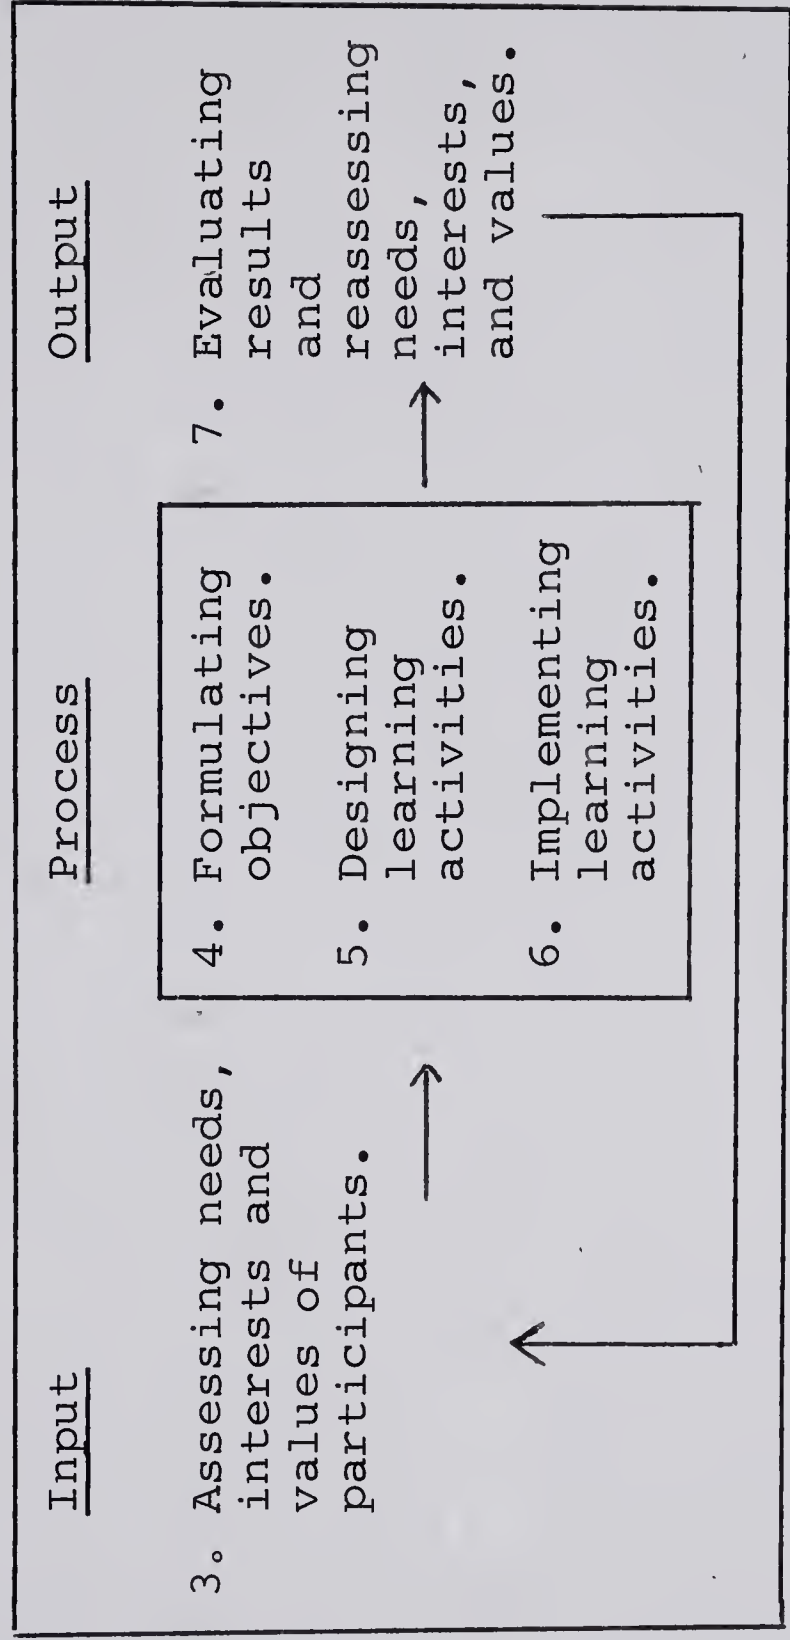 Input
3. Assessing needs,
interests and
values of
participants.
Process
4. Formulating
objectives.
5. Designing
learning
activities.
6. Implementing
learning
activities.
Output
7. Evaluating
results
and
reassessing
needs,
interests,
and values.